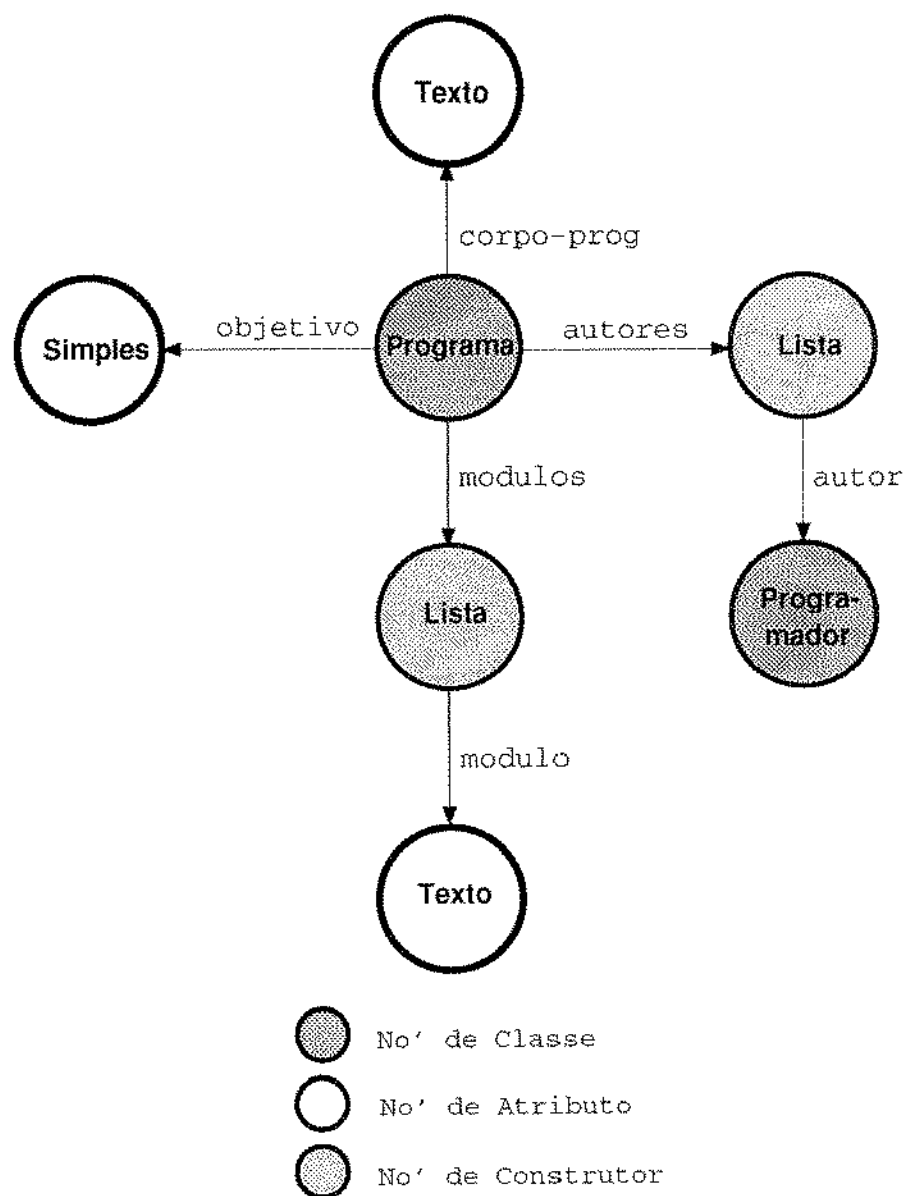 Texto
corpo-prog
objetivo
autores
Simples
Programa
Lista
modulos
autor
Lista
Progra-
mador
modulo
Texto
No' de Classe
No' de Atributo
No' de Construtor